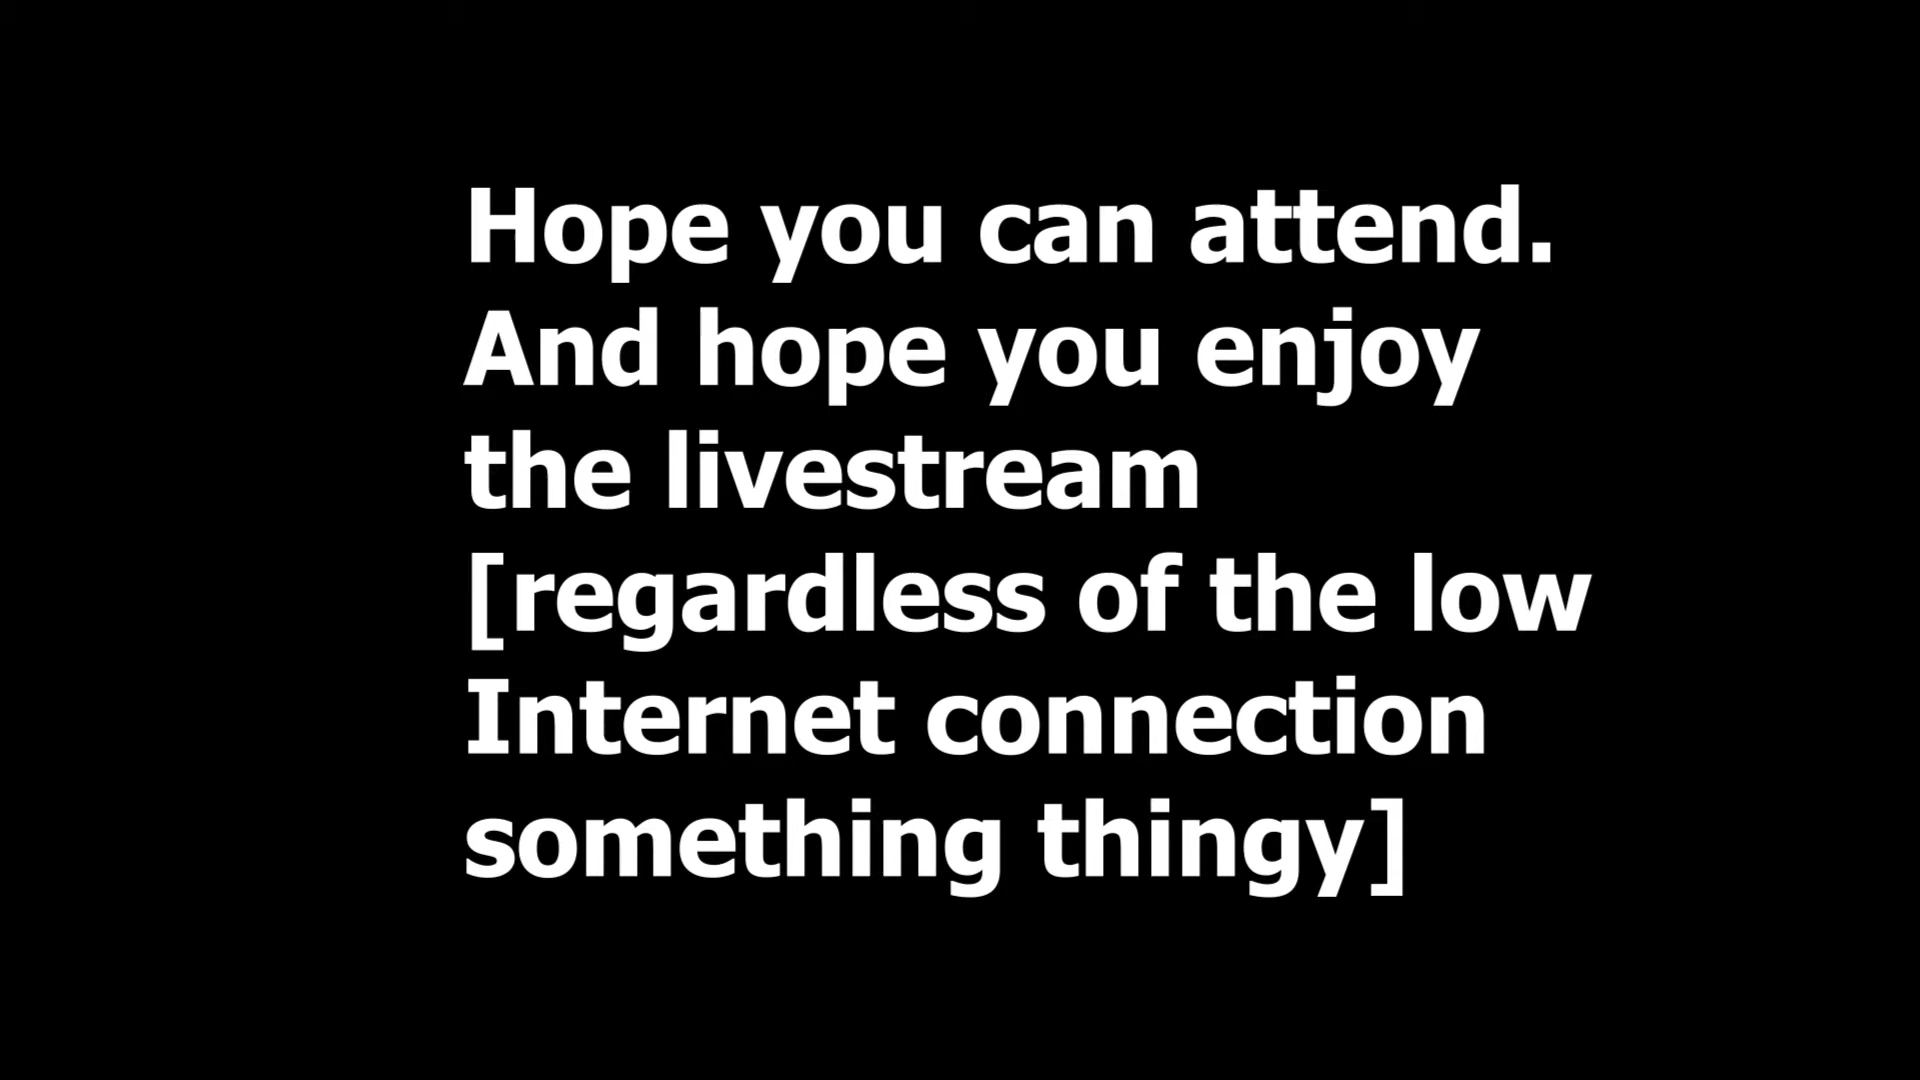 Hope you can attend.
And hope you enjoy
the livestream
[regardless of the low
Internet connection
something thingy]